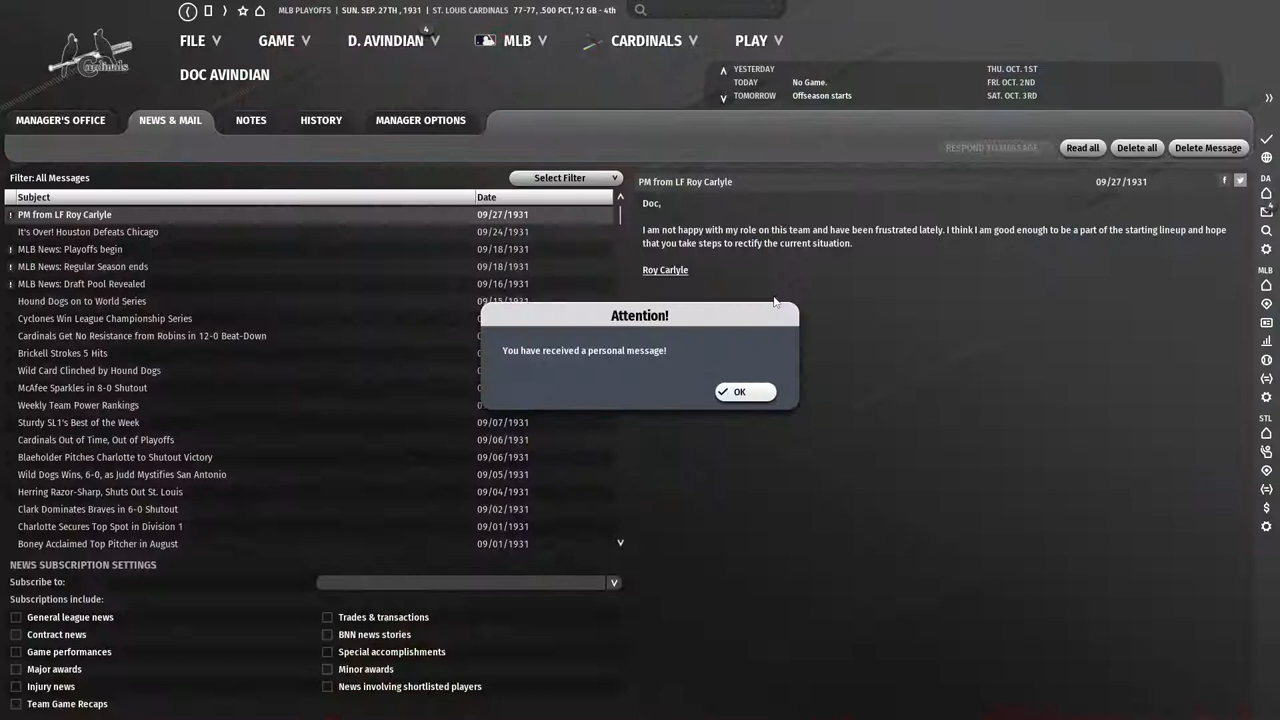 MLB PLAYOFFS | SUN. SEP. 27TH , 1931 | ST. LOUIS CARDINALS 77-77, .500 PCT, 12 GB - 4th
4
FILE GAME D. AVINDIAN MLB CARDINALS PLAY
Cardinals
DOC AVINDIAN
YESTERDAY THU. OCT. 1ST
TODAY No Game. FRI. OCT. 2ND
TOMORROW Offseason starts SAT. OCT. 3RD
MANAGER'S OFFICE NEWS & MAIL NOTES HISTORY MANAGER OPTIONS
RESPOND TO MESSAGE Read all Delete all Delete Message
Filter: All Messages Select Filter
Subject Date
! PM from LF Roy Carlyle 09/27/1931
It's Over! Houston Defeats Chicago 09/24/1931
! MLB News: Playoffs begin 09/18/1931
! MLB News: Regular Season ends 09/18/1931
! MLB News: Draft Pool Revealed 09/16/1931
Hound Dogs on to World Series 09/15/1931
Cyclones Win League Championship Series
Cardinals Get No Resistance from Robins in 12-0 Beat-Down
Brickell Strokes 5 Hits
Wild Card Clinched by Hound Dogs
McAfee Sparkles in 8-0 Shutout
Weekly Team Power Rankings
Sturdy SL1's Best of the Week 09/07/1931
Cardinals Out of Time, Out of Playoffs 09/06/1931
Blaeholder Pitches Charlotte to Shutout Victory 09/06/1931
Wild Dogs Wins, 6-0, as Judd Mystifies San Antonio 09/05/1931
Herring Razor-Sharp, Shuts Out St. Louis 09/04/1931
Clark Dominates Braves in 6-0 Shutout 09/02/1931
Charlotte Secures Top Spot in Division 1 09/01/1931
Boney Acclaimed Top Pitcher in August 09/01/1931
PM from LF Roy Carlyle 09/27/1931
Doc,
I am not happy with my role on this team and have been frustrated lately. I think I am good enough to be a part of the starting lineup and hope
that you take steps to rectify the current situation.
Roy Carlyle
Attention!
You have received a personal message!
OK
NEWS SUBSCRIPTION SETTINGS
Subscribe to:
Subscriptions include:
General league news Trades & transactions
Contract news BNN news stories
Game performances Special accomplishments
Major awards Minor awards
Injury news News involving shortlisted players
Team Game Recaps
DA
4
MLB
STL